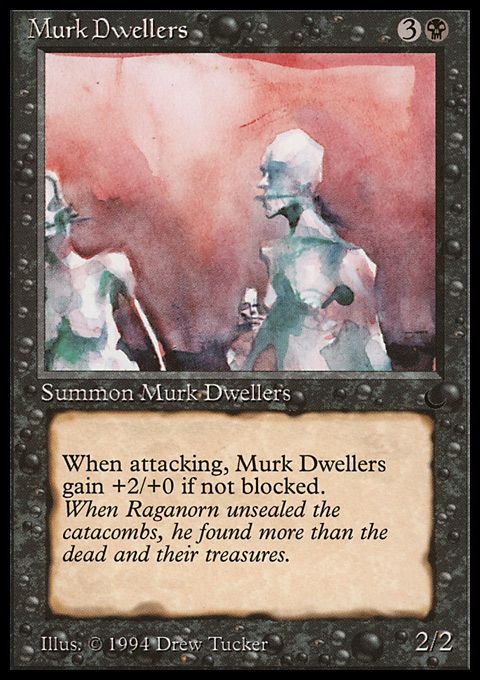 Murk Dwellers 3
Summon Murk Dwellers
When attacking, Murk Dwellers
gain +2/+0 if not blocked.
When Raganorn unsealed the
catacombs, he found more than the
dead and their treasures.
Illus: © 1994 Drew Tucker 2/2